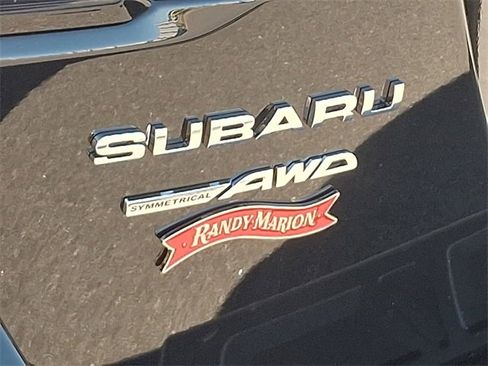 SUBARU
SYMMETRICAL AWD
RANDY MARION